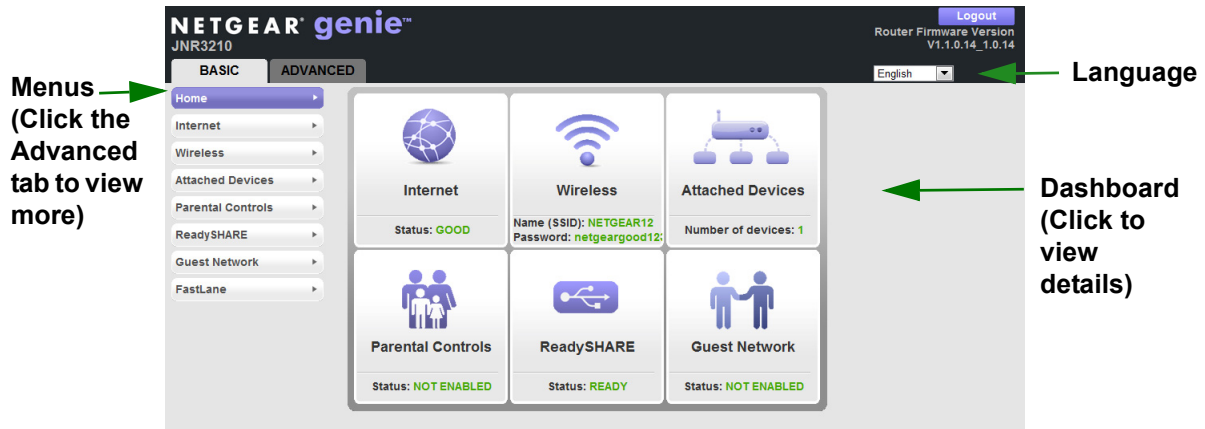 NETGEAR® genie™
JNR3210
Logout
Router Firmware Version
V1.1.0.14_1.0.14
BASIC
ADVANCED
English
Menus
(Click the
Advanced
tab to view
more)
Language
Home
Internet
Wireless
Attached Devices
Parental Controls
ReadySHARE
Guest Network
FastLane
Internet
Status: GOOD
Wireless
Name (SSID): NETGEAR12
Password: netgeargood12
Attached Devices
Number of devices: 1
Parental Controls
Status: NOT ENABLED
ReadySHARE
Status: READY
Guest Network
Status: NOT ENABLED
Dashboard
(Click to
view
details)